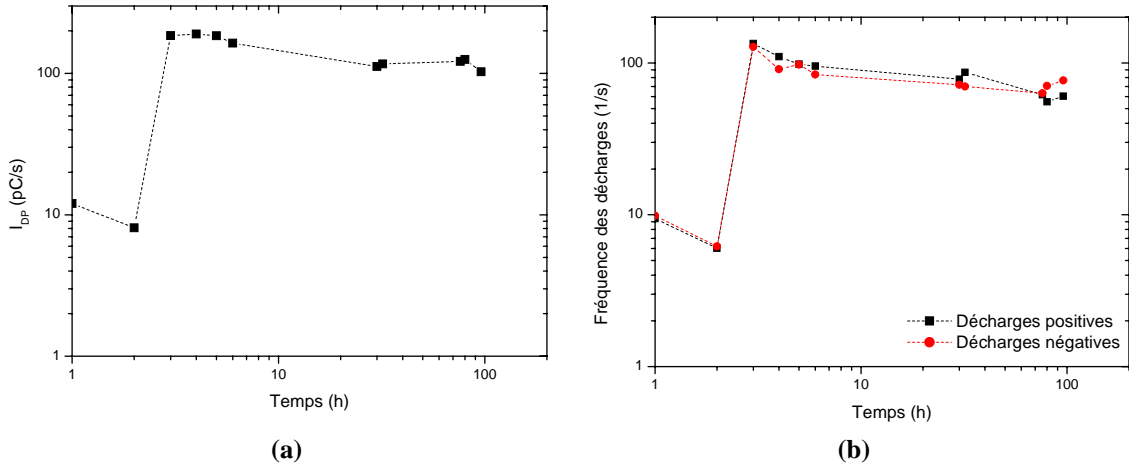 100
10
1
I_DP (pC/s)
1 10 100
Temps (h)
(a)
100
10
1
Fréquence des décharges (1/s)
Décharges positives
Décharges négatives
1 10 100
Temps (h)
(b)